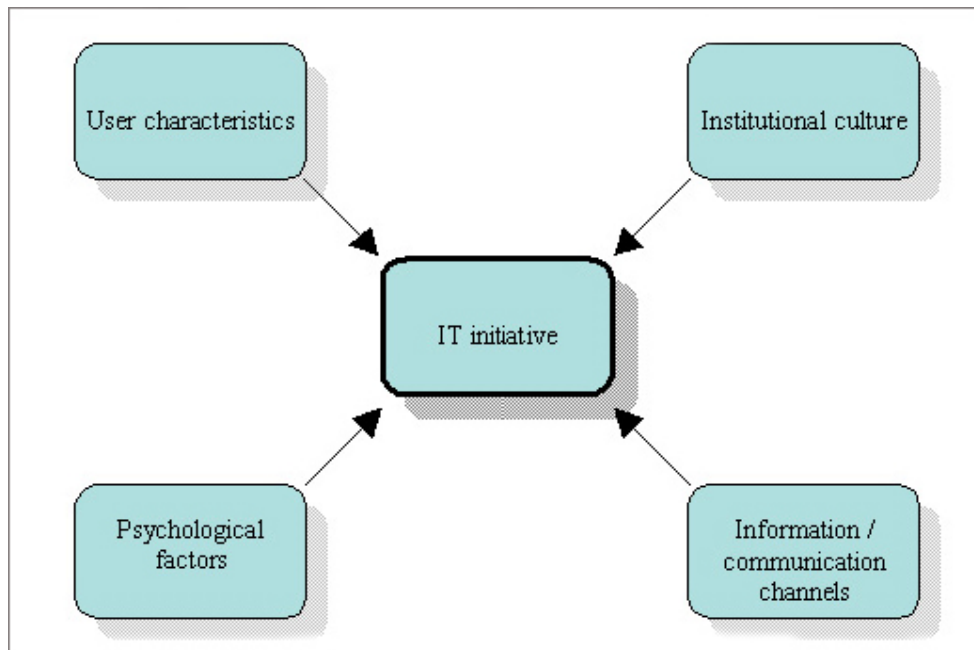 User characteristics
Institutional culture
IT initiative
Psychological
factors
Information /
communication
channels